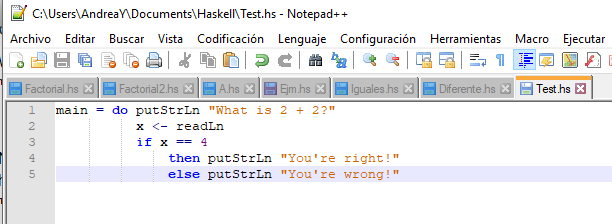 C:\Users\AndreaY\Documents\Haskell\Test.hs - Notepad++
Archivo Editar Buscar Vista Codificación Lenguaje Configuración Herramientas Macro Ejecutar
Factorial.hs Factorial2.hs A.hs Ejm.hs Iguales.hs Diferente.hs Test.hs
1 main = do putStrLn "What is 2 + 2?"
2 x <- readLn
3 if x == 4
4 then putStrLn "You're right!"
5 else putStrLn "You're wrong!"